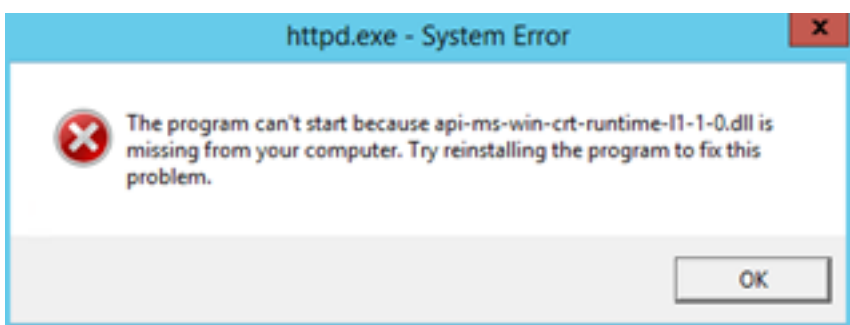 httpd.exe - System Error
The program can't start because api-ms-win-crt-runtime-l1-1-0.dll is
missing from your computer. Try reinstalling the program to fix this
problem.
OK